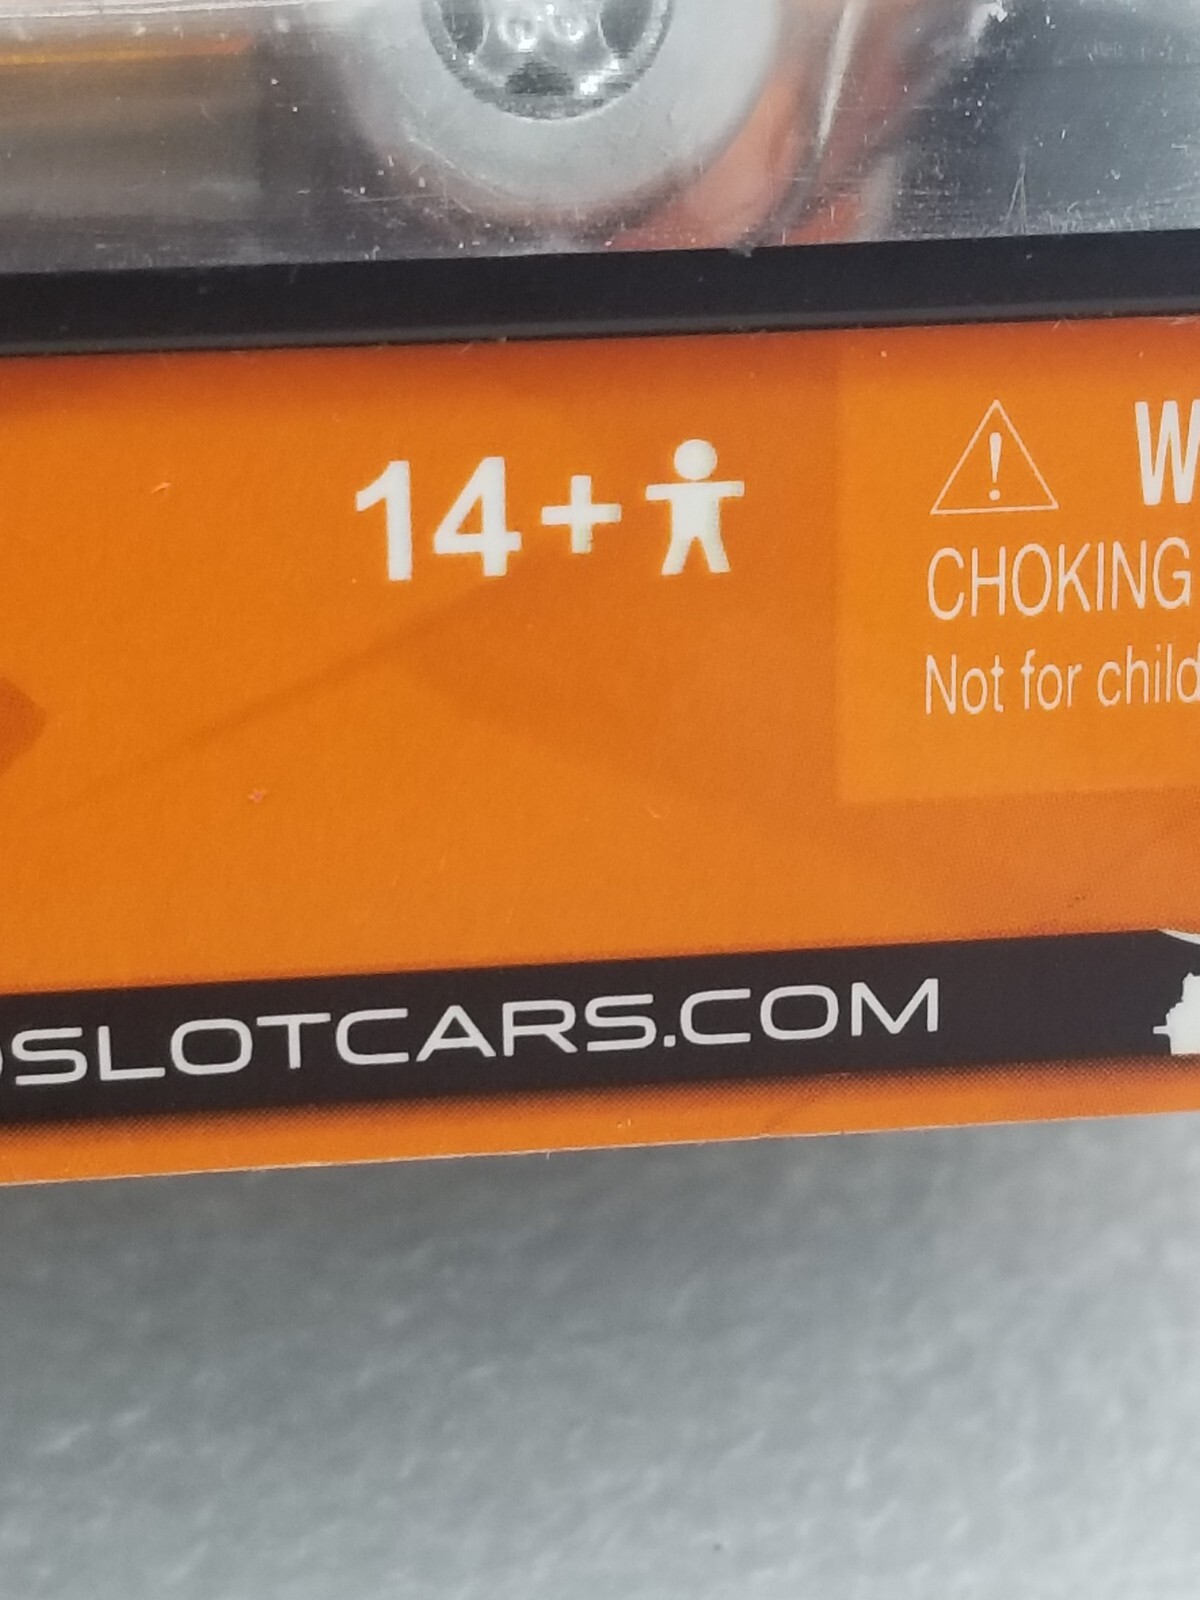 14+
W
CHOKING
Not for child
SLOTCARS.COM